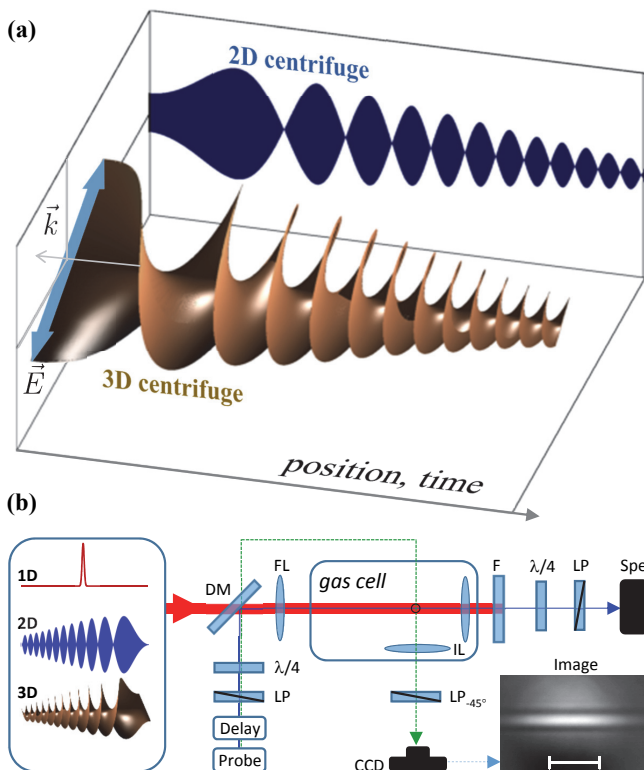 (a)
2D centrifuge
k
E
3D centrifuge
position, time
(b)
1D
2D
3D
DM
FL
gas cell
F
λ/4
LP
Spe
IL
λ/4
LP
Delay
Probe
LP-45°
CCD
Image